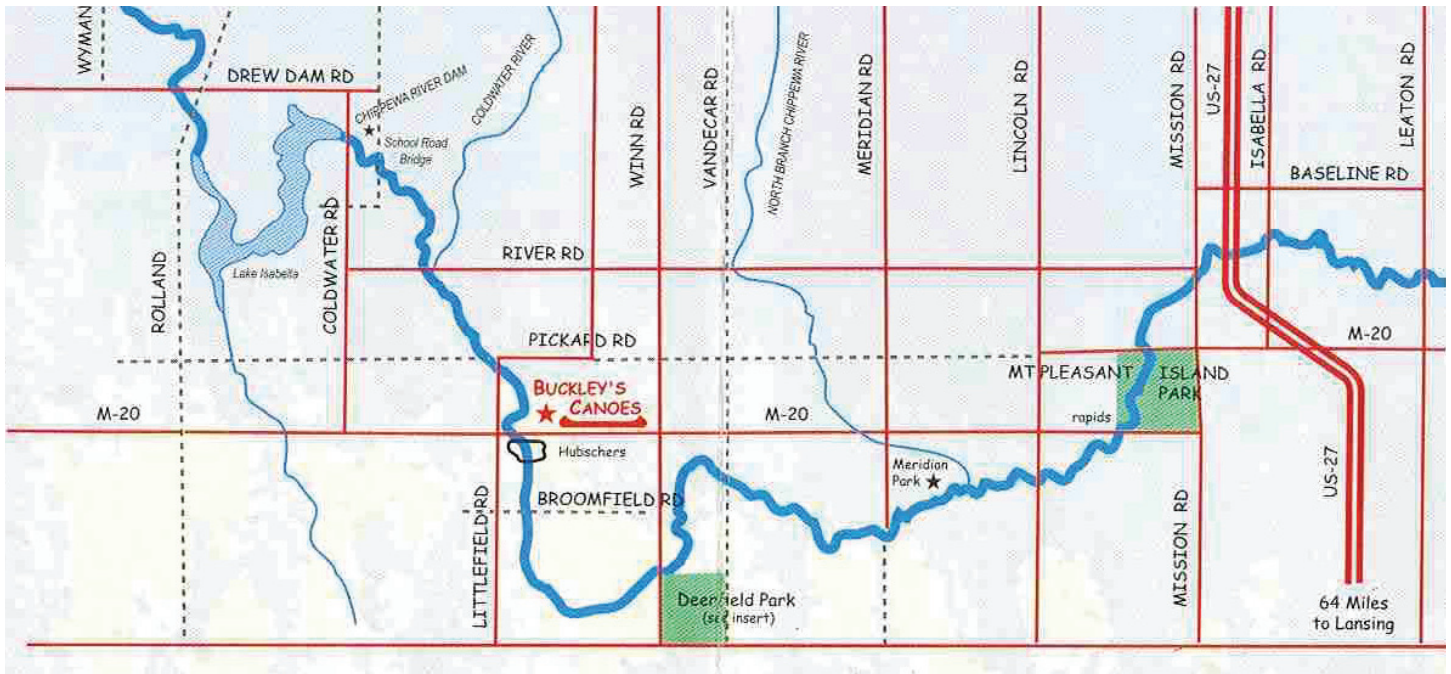 WYMAN
DREW DAM RD
CHIPPEWA RIVER DAM
School Road
Bridge
COLDWATER RIVER
WINN RD
VANDECAR RD
NORTH BRANCH CHIPPEWA RIVER
MERIDIAN RD
LINCOLN RD
MISSION RD
US-27
ISABELLA RD
LEATON RD
BASELINE RD
ROLLAND
Lake Isabella
COLDWATER RD
RIVER RD
PICKARD RD
M-20
MT PLEASANT
ISLAND
PARK
BUCKLEY'S
CANOES
M-20
M-20
rapids
Hubschers
Meridian
Park
BROOMFIELD RD
LITTLEFIELD RD
MISSION RD
US-27
Deerfield Park
(see insert)
64 Miles
to Lansing